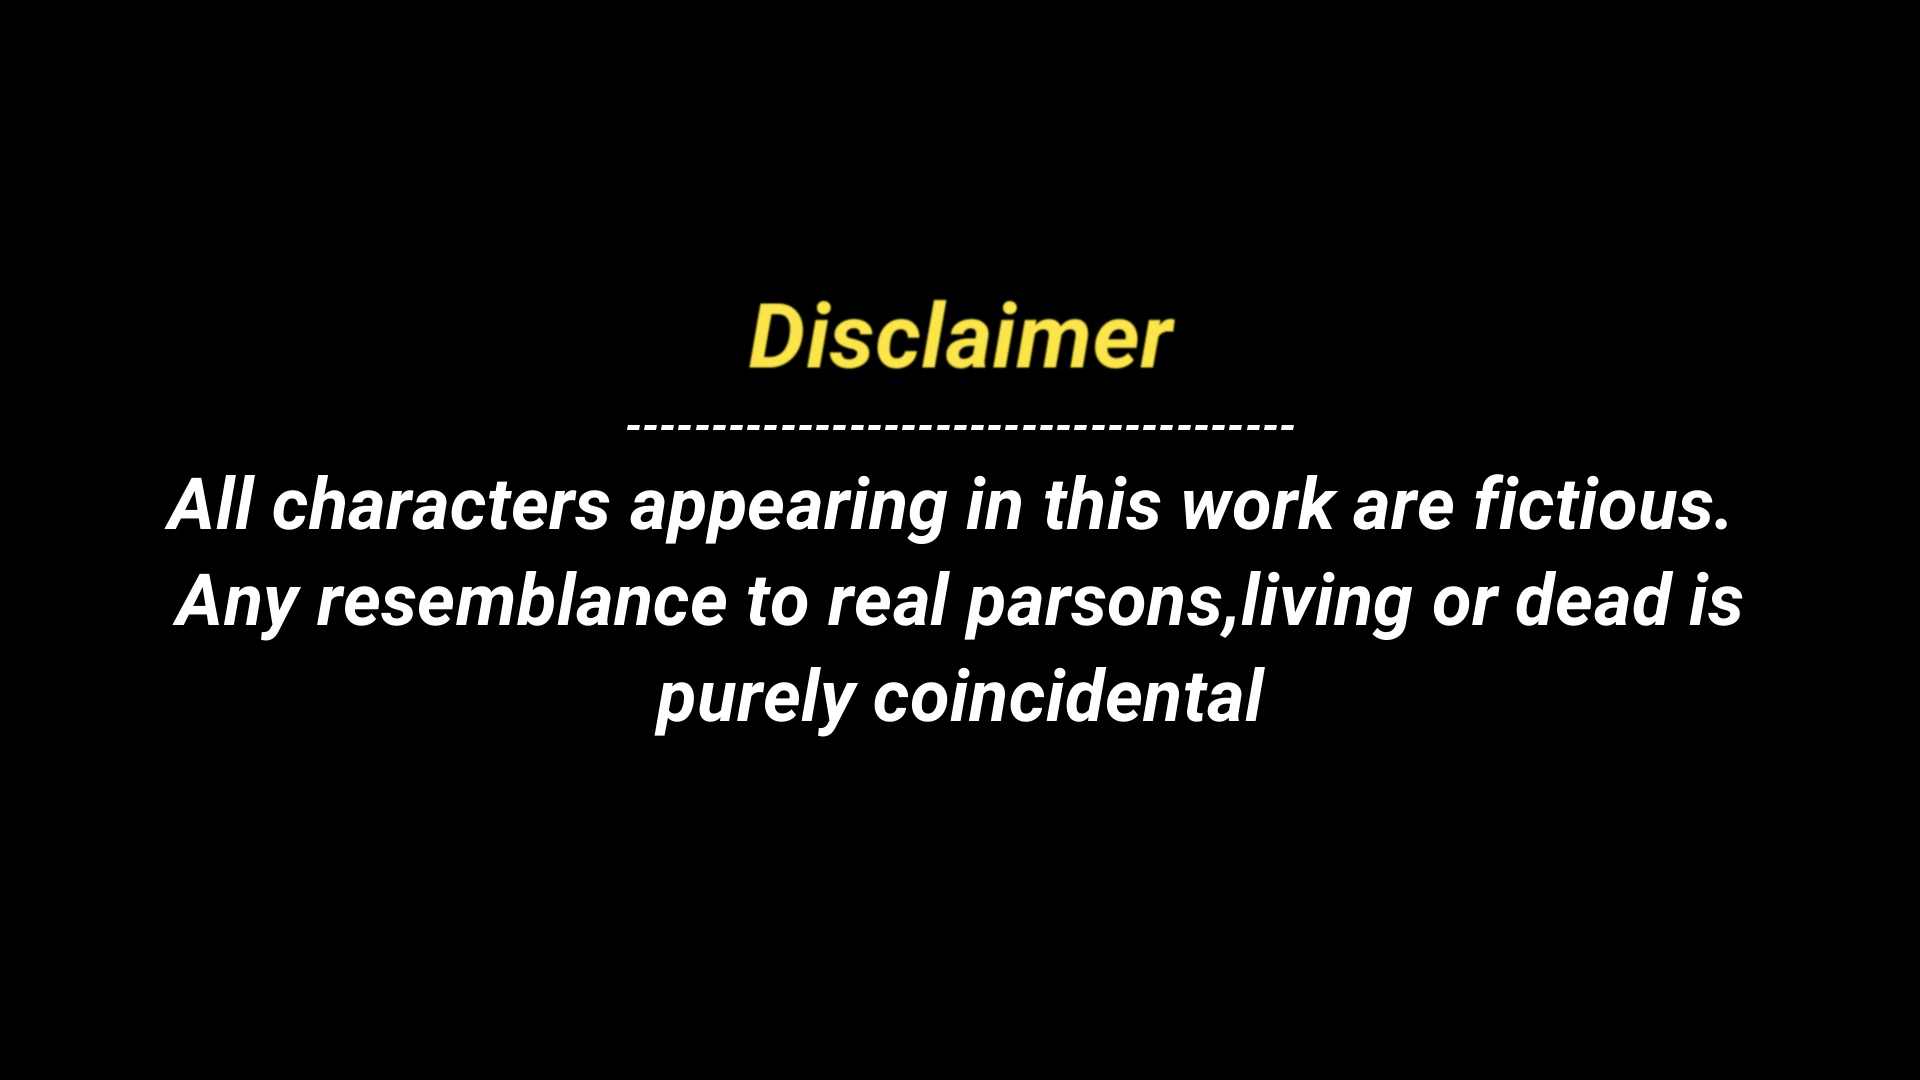 Disclaimer
---------------------------------------
All characters appearing in this work are fictious.
Any resemblance to real parsons,living or dead is
purely coincidental